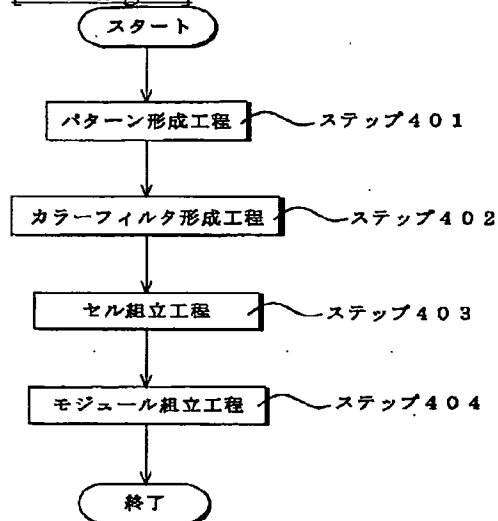 スタート
パターン形成工程 ステップ401
カラーフィルタ形成工程 ステップ402
セル組立工程 ステップ403
モジュール組立工程 ステップ404
終了